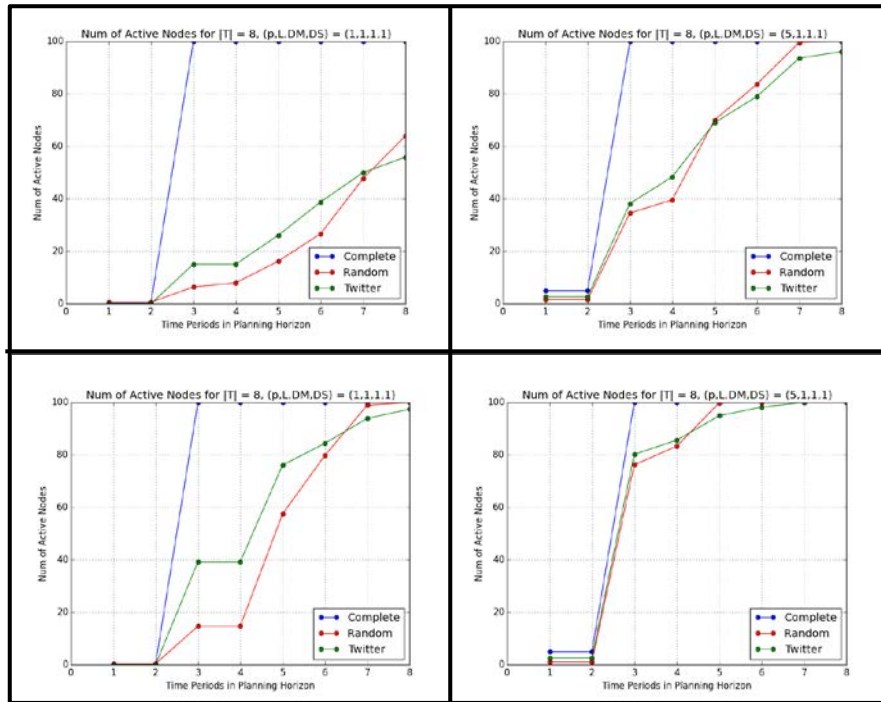 Num of Active Nodes for |T| = 8, (p,L.DM,DS) = (1,1,1.1)
100
80
60
40
20
0
Num of Active Nodes
0 1 2 3 4 5 6 7 8
Time Periods in Planning Horizon
Complete
Random
Twitter
Num of Active Nodes for |T| = 8, (p,L.DM,DS) = (5,1,1.1)
100
80
60
40
20
0
Num of Active Nodes
0 1 2 3 4 5 6 7 8
Time Periods in Planning Horizon
Complete
Random
Twitter
Num of Active Nodes for |T| = 8, (p,L.DM,DS) = (1,1,1.1)
100
80
60
40
20
0
Num of Active Nodes
0 1 2 3 4 5 6 7 8
Time Periods in Planning Horizon
Complete
Random
Twitter
Num of Active Nodes for |T| = 8, (p,L.DM,DS) = (5,1,1.1)
100
80
60
40
20
0
Num of Active Nodes
0 1 2 3 4 5 6 7 8
Time Periods in Planning Horizon
Complete
Random
Twitter